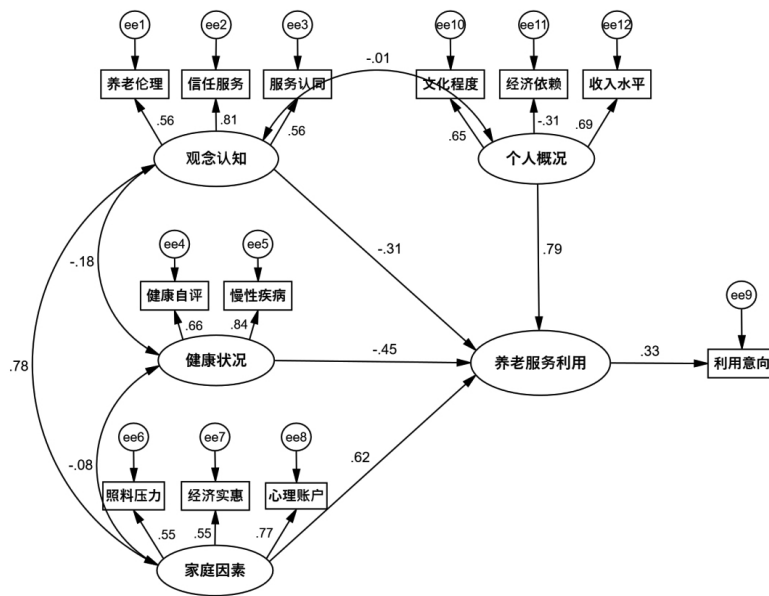 ee1 ee2 ee3 ee10 ee11 ee12
-.01
养老伦理 信任服务 服务认同 文化程度 经济依赖 收入水平
.56 .81 .56 .65 -.31 .69
观念认知 个人概况
-.31 .79
ee4 ee5
-.18
健康自评 慢性疾病 ee9
.66 .84
健康状况 -.45 养老服务利用 .33 利用意向
.78
ee6 ee7 ee8
-.08 .62
照料压力 经济实惠 心理账户
.55 .55 .77
家庭因素